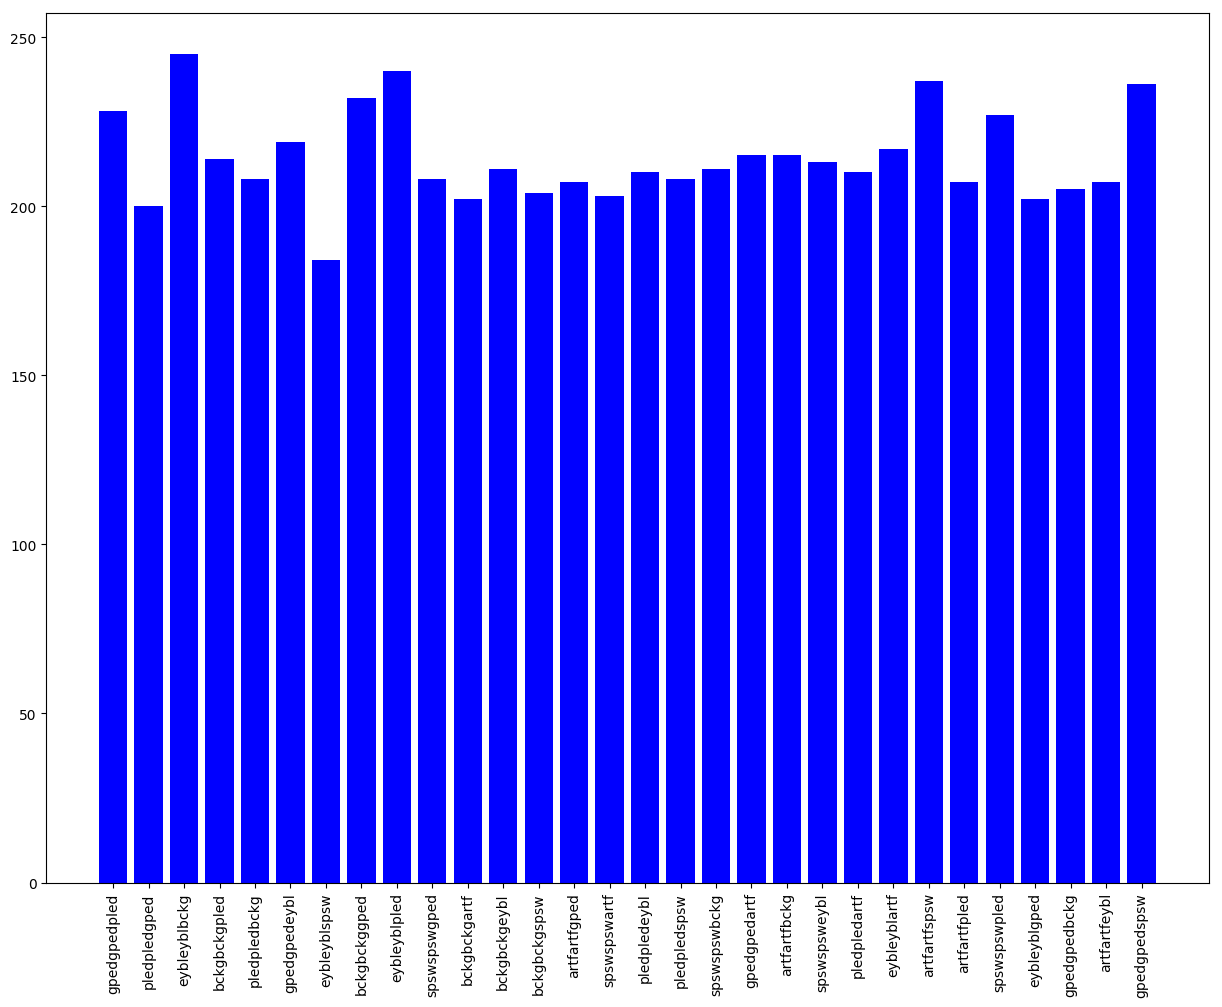 250
200
150
100
50
0
gpedgpedpled
pledpledgped
eybleyblbckg
bckgbckgpled
pledpledbckg
gpedgpedeybl
eybleyblspsw
bckgbckggped
eybleyblpled
spswspswgped
bckgbckgartf
bckgbckgeybl
bckgbckgspsw
artfartfgped
spswspswartf
pledpledeybl
pledpledspsw
spswspswbckg
gpedgpedartf
artfartfbckg
spswspsweybl
pledpledartf
eybleyblartf
artfartfspsw
artfartfpled
spswspswpled
eybleyblgped
gpedgpedbckg
artfartfeybl
gpedgpedspsw